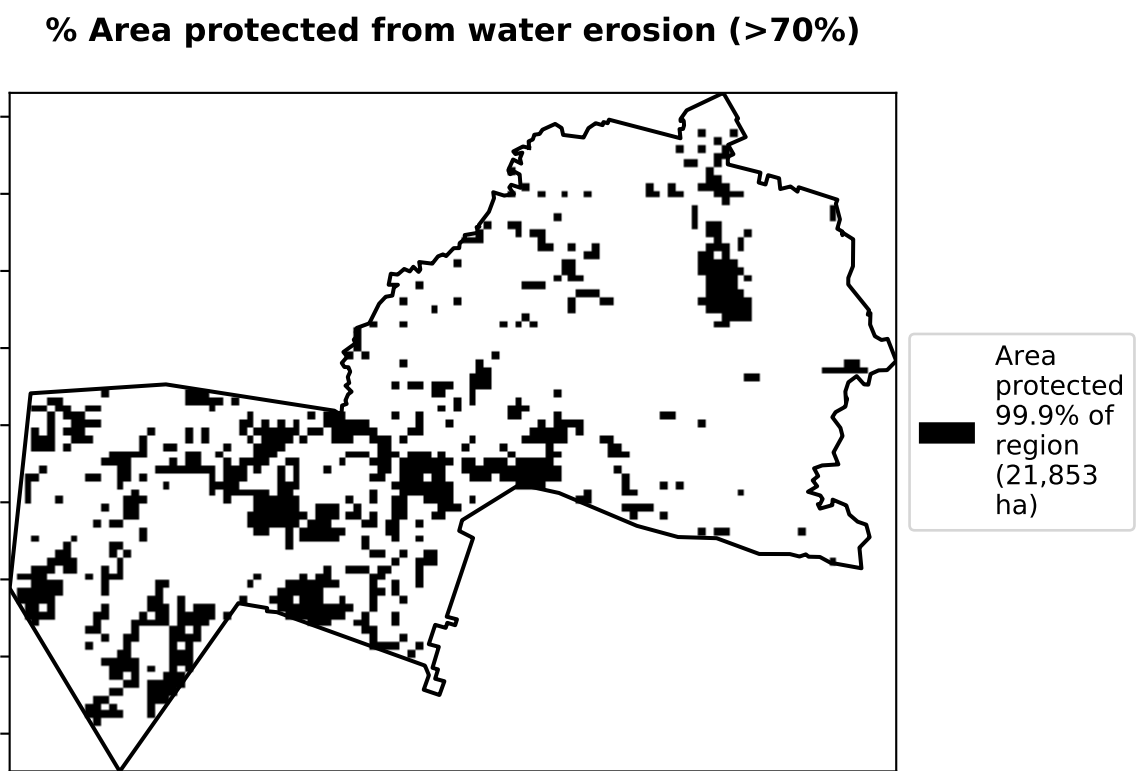 % Area protected from water erosion (>70%)
Area
protected
99.9% of
region
(21,853
ha)